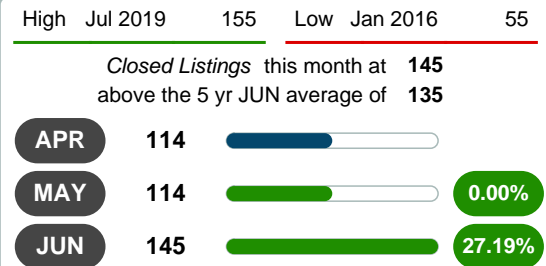 High Jul 2019 155 Low Jan 2016 55
Closed Listings this month at 145
above the 5 yr JUN average of 135
APR 114
MAY 114 0.00%
JUN 145 27.19%